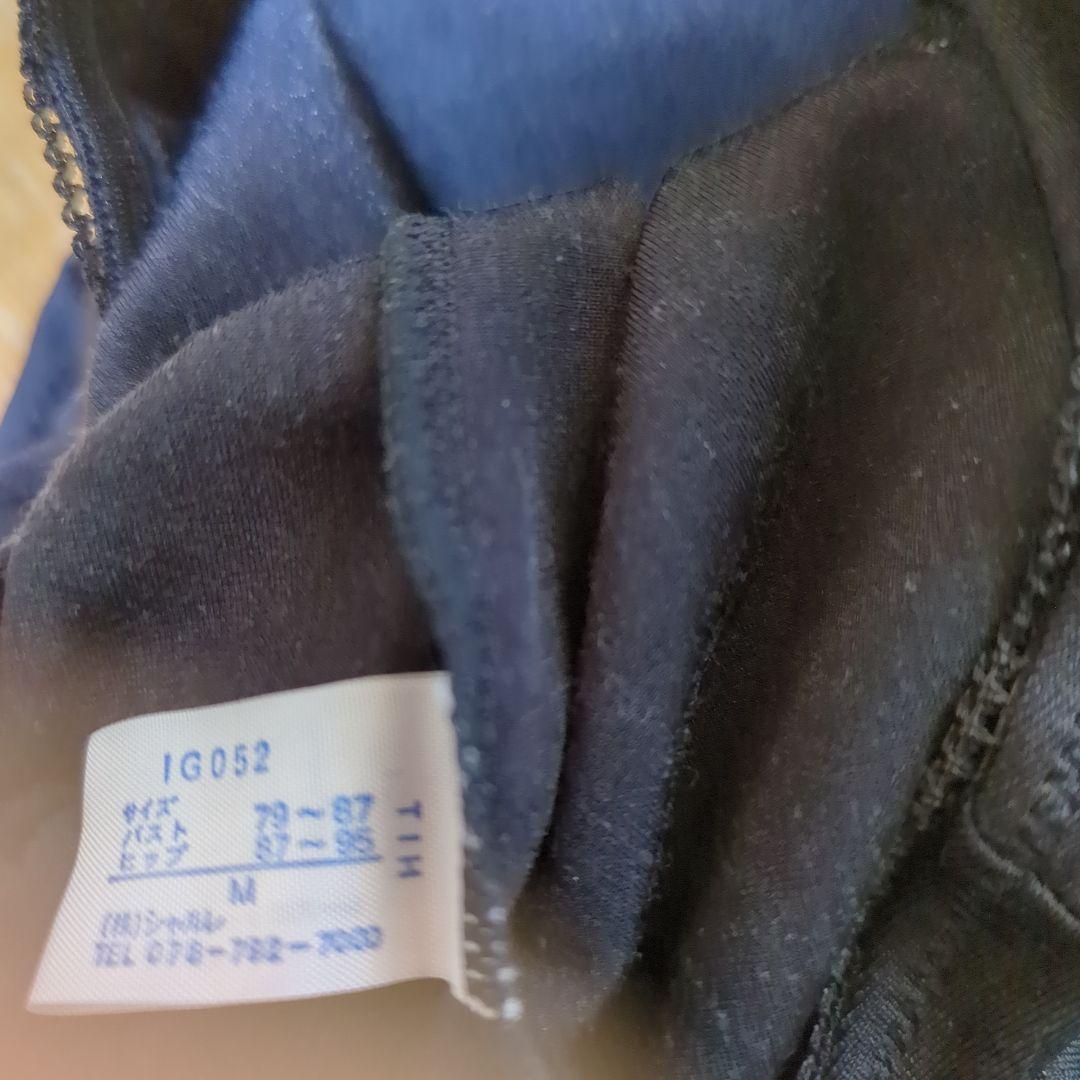 IG052
サイズ
バスト 79～87
ヒップ 87～95
M
(株)シャルレ
TEL 078-792-7000
TIH